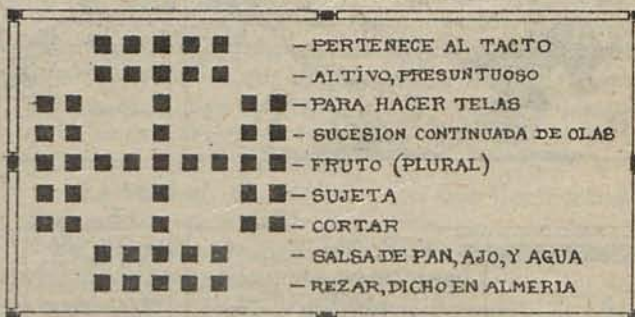 - PERTENECE AL TACTO
- ALTIVO, PRESUNTUOSO
- PARA HACER TELAS
- SUCESION CONTINUADA DE OLAS
- FRUTO (PLURAL)
- SUJETA
- CORTAR
- SALSA DE PAN, AJO, Y AGUA
- REZAR, DICHO EN ALMERIA